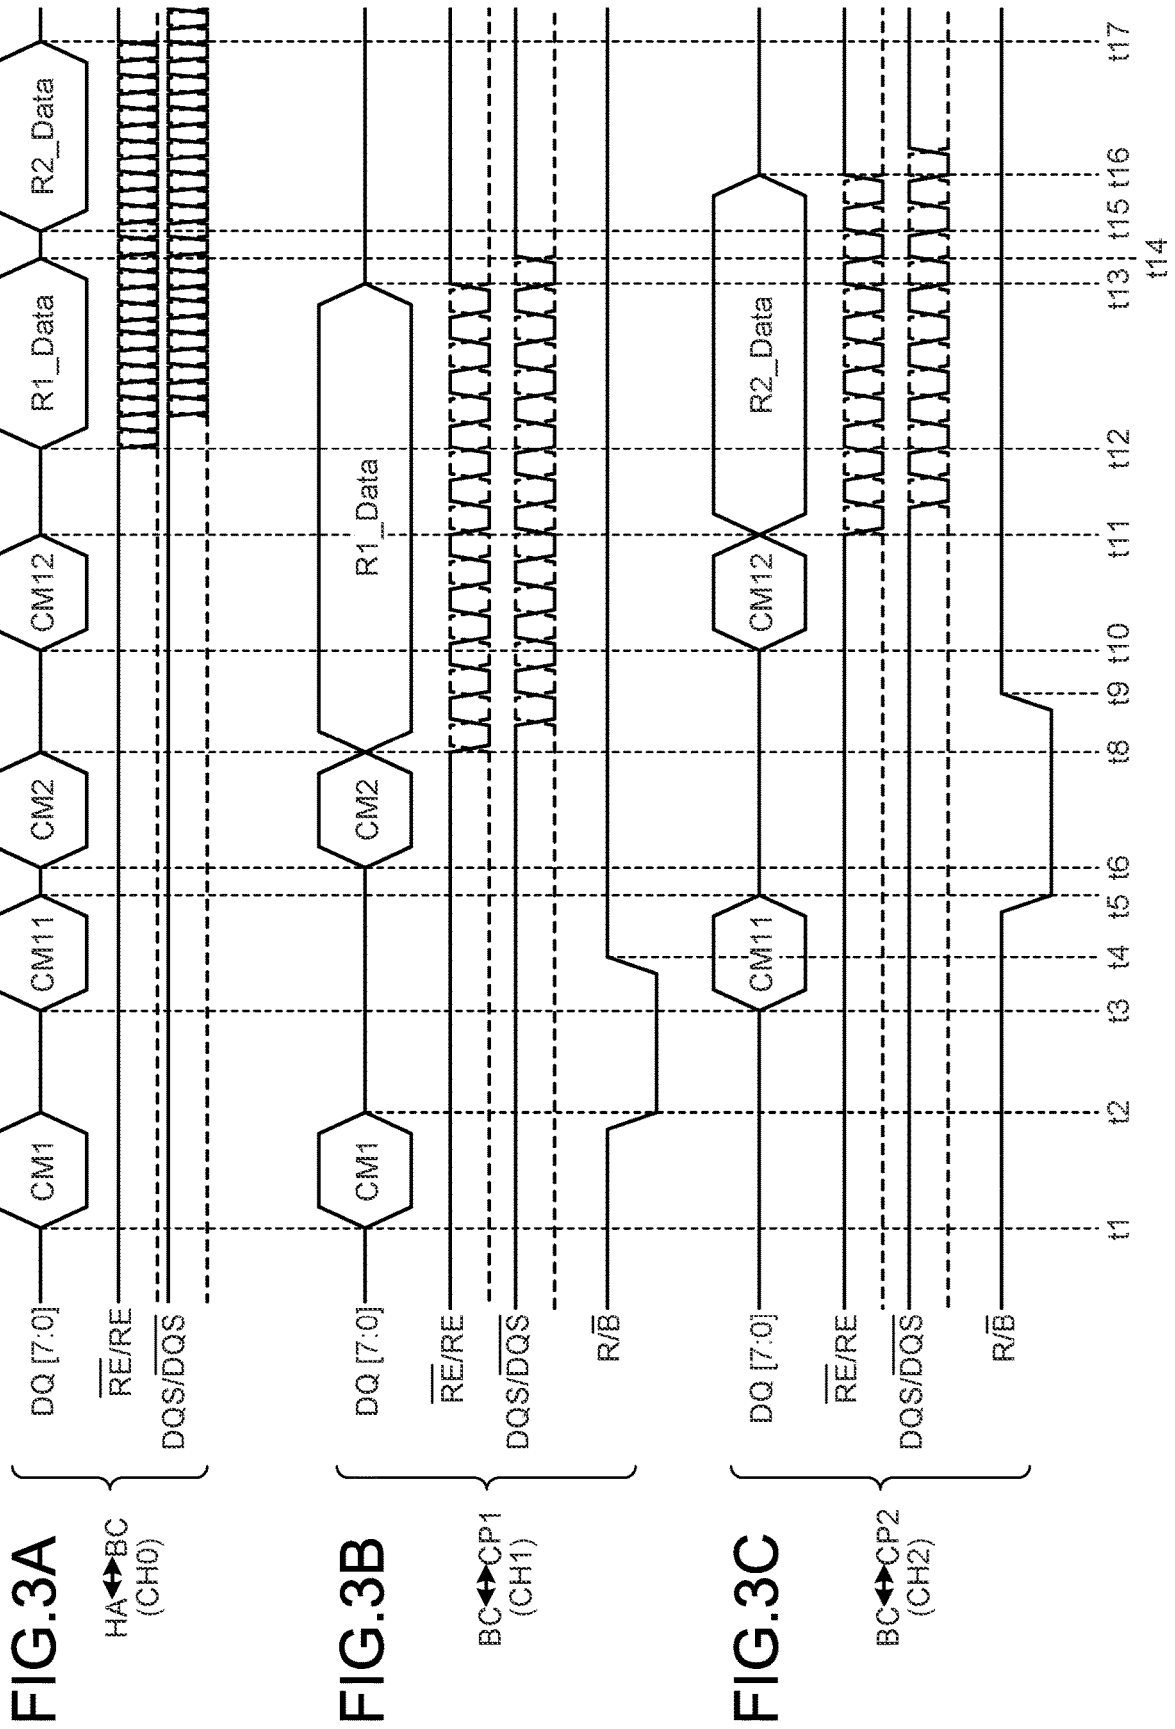 FIG.3A
HA↔BC
(CH0)
DQ [7:0]
CM1
CM11
CM2
CM12
R1_Data
R2_Data
RE/RE
DQS/DQS
FIG.3B
BC↔CP1
(CH1)
DQ [7:0]
CM1
CM2
R1_Data
RE/RE
DQS/DQS
R/B
FIG.3C
BC↔CP2
(CH2)
DQ [7:0]
CM11
CM12
R2_Data
RE/RE
DQS/DQS
R/B
t1 t2 t3 t4 t5 t6 t8 t9 t10 t11 t12 t13 t15 t16 t17
t14